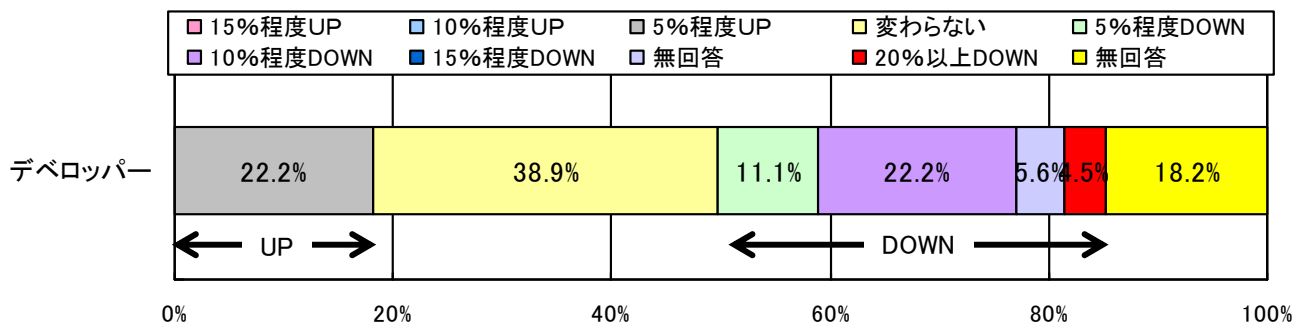 15%程度UP 10%程度UP 5%程度UP 変わらない 5%程度DOWN
10%程度DOWN 15%程度DOWN 無回答 20%以上DOWN 無回答
デベロッパー 22.2% 38.9% 11.1% 22.2% 5.6% 4.5% 18.2%
UP DOWN
0% 20% 40% 60% 80% 100%